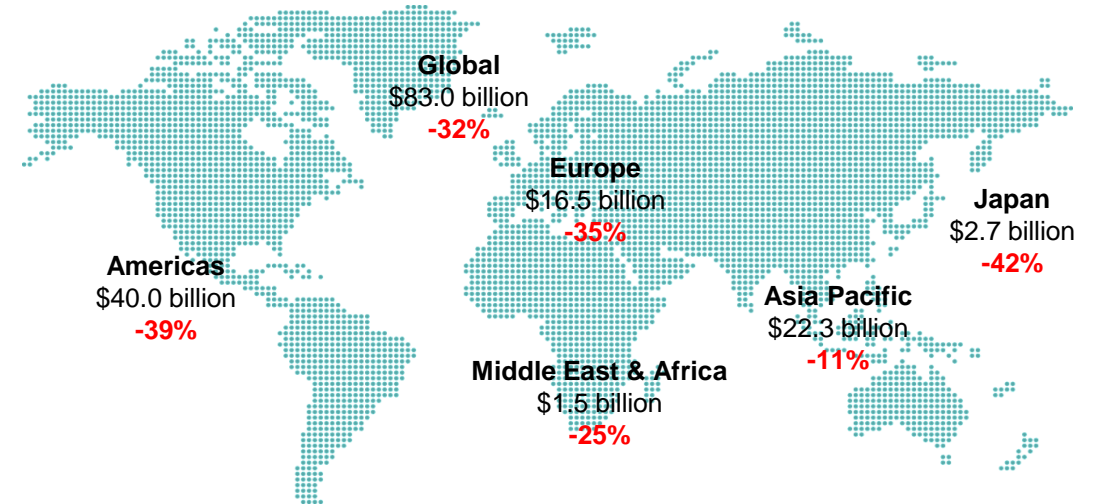 Global
$83.0 billion
-32%
Europe
$16.5 billion
-35%
Japan
$2.7 billion
-42%
Americas
$40.0 billion
-39%
Asia Pacific
$22.3 billion
-11%
Middle East & Africa
$1.5 billion
-25%